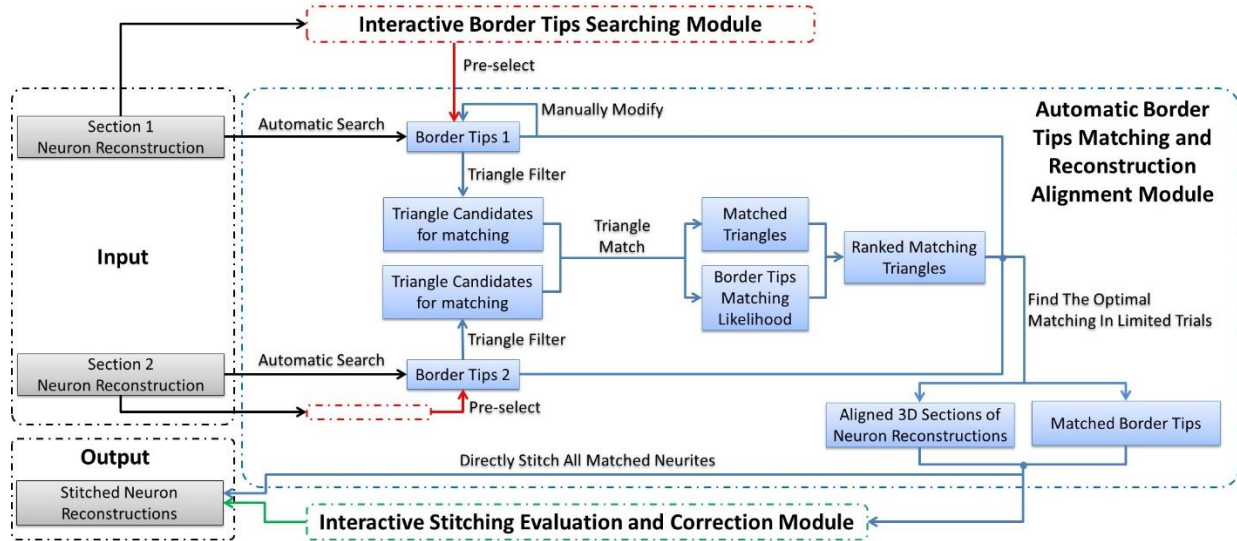 Interactive Border Tips Searching Module
Pre-select
Manually Modify
Automatic Border
Tips Matching and
Reconstruction
Alignment Module
Section 1
Neuron Reconstruction
Automatic Search
Border Tips 1
Triangle Filter
Triangle Candidates
for matching
Triangle
Match
Matched
Triangles
Ranked Matching
Triangles
Input
Triangle Candidates
for matching
Border Tips
Matching
Likelihood
Find The Optimal
Matching In Limited Trials
Triangle Filter
Section 2
Neuron Reconstruction
Automatic Search
Border Tips 2
Pre-select
Aligned 3D Sections of
Neuron Reconstructions
Matched Border Tips
Output
Directly Stitch All Matched Neurites
Stitched Neuron
Reconstructions
Interactive Stitching Evaluation and Correction Module